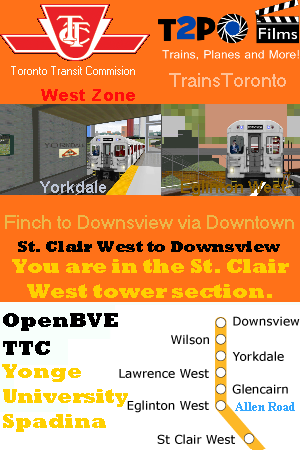 TTC
T2P Films
Trains, Planes and More!
Toronto Transit Commision
TrainsToronto
West Zone
Yorkdale
Eglinton West
Finch to Downsview via Downtown
St. Clair West to Downsview
You are in the St. Clair
West tower section.
OpenBVE
TTC
Yonge
University
Spadina
Downsview
Wilson
Yorkdale
Lawrence West
Glencairn
Eglinton West
Allen Road
St Clair West